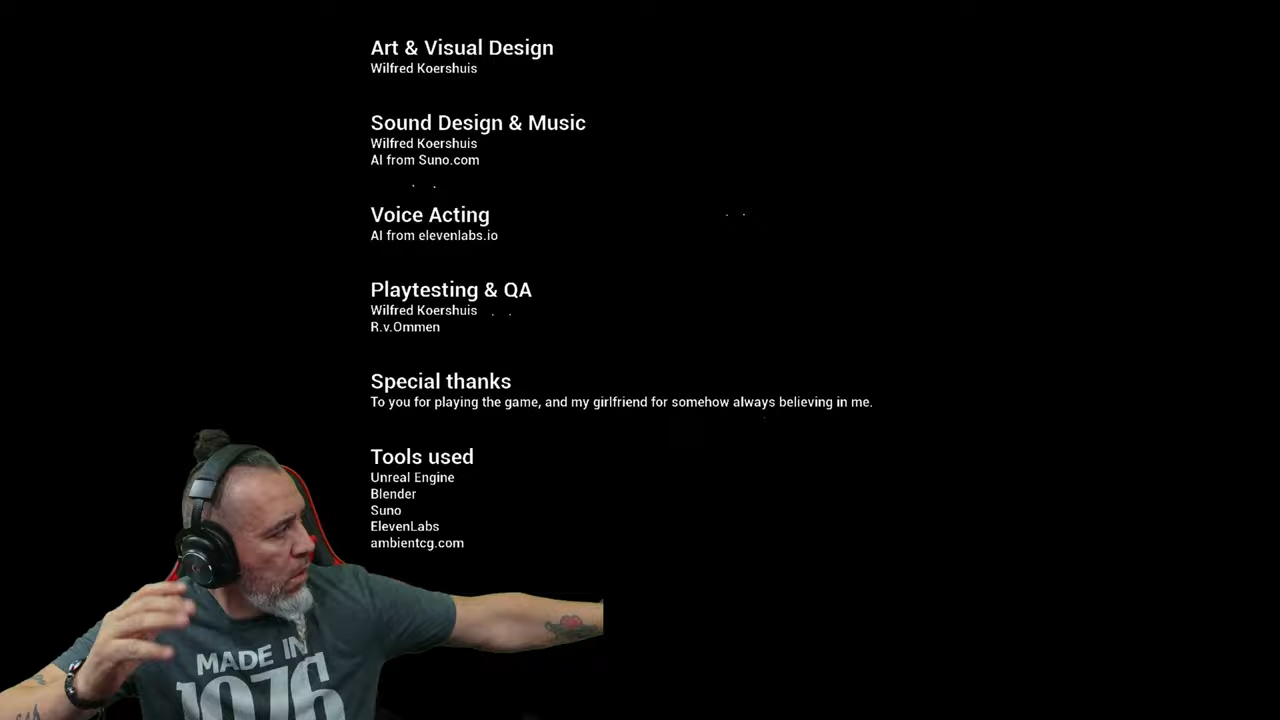 Art & Visual Design
Wilfred Koershuis
Sound Design & Music
Wilfred Koershuis
AI from Suno.com
Voice Acting
AI from elevenlabs.io
Playtesting & QA
Wilfred Koershuis
R.v.Ommen
Special thanks
To you for playing the game, and my girlfriend for somehow always believing in me.
Tools used
Unreal Engine
Blender
Suno
ElevenLabs
ambientcg.com
MADE IN
1976